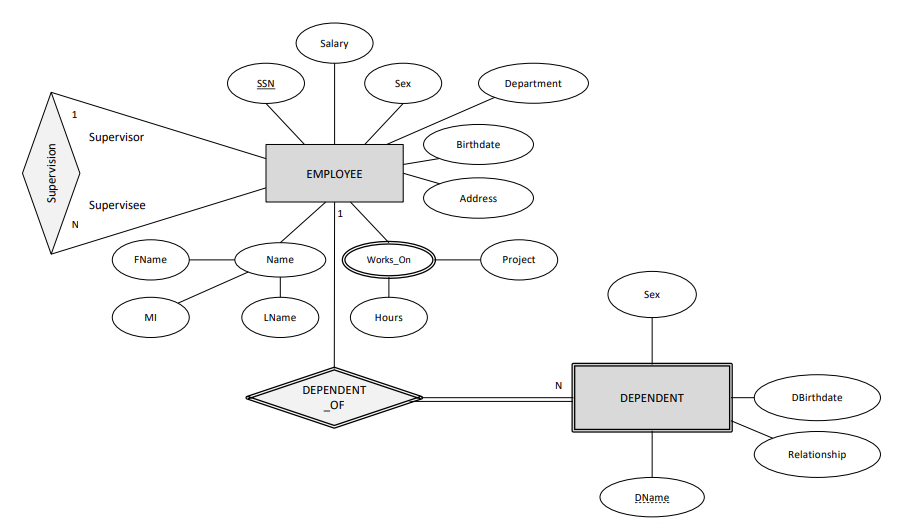 Salary
SSN
Sex
Department
1
Supervisor
Birthdate
Supervision
EMPLOYEE
Supervisee
Address
N
1
FName
Name
Works_On
Project
MI
LName
Hours
Sex
DEPENDENT
_OF
N
DEPENDENT
DBirthdate
Relationship
DName